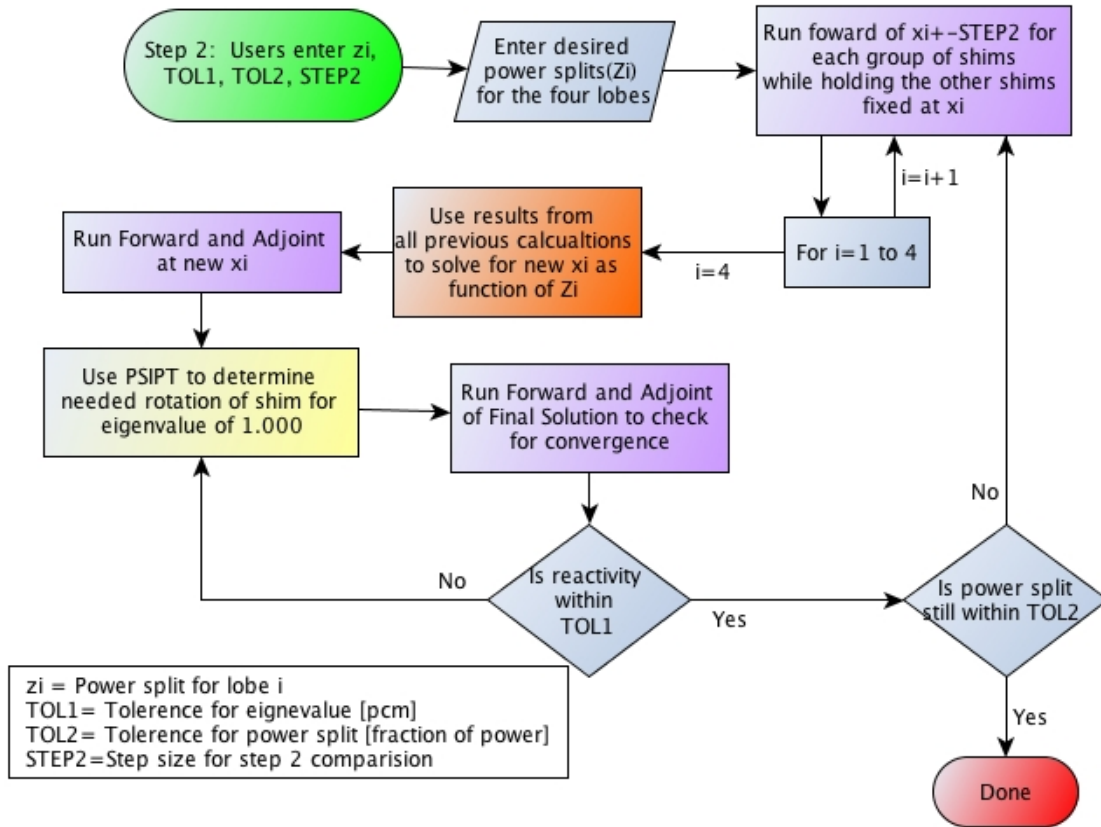 Step 2:  Users enter zi,
TOL1, TOL2, STEP2
Enter desired
power splits(Zi)
for the four lobes
Run foward of xi+-STEP2 for
each group of shims
while holding the other shims
fixed at xi
i=i+1
For i=1 to 4
i=4
Use results from
all previous calcualtions
to solve for new xi as
function of Zi
Run Forward and Adjoint
at new xi
Use PSIPT to determine
needed rotation of shim for
eigenvalue of 1.000
Run Forward and Adjoint
of Final Solution to check
for convergence
Is reactivity
within
TOL1
No
Yes
Is power split
still within TOL2
No
Yes
Done
zi = Power split for lobe i
TOL1= Tolerence for eignevalue [pcm]
TOL2= Tolerence for power split [fraction of power]
STEP2=Step size for step 2 comparision